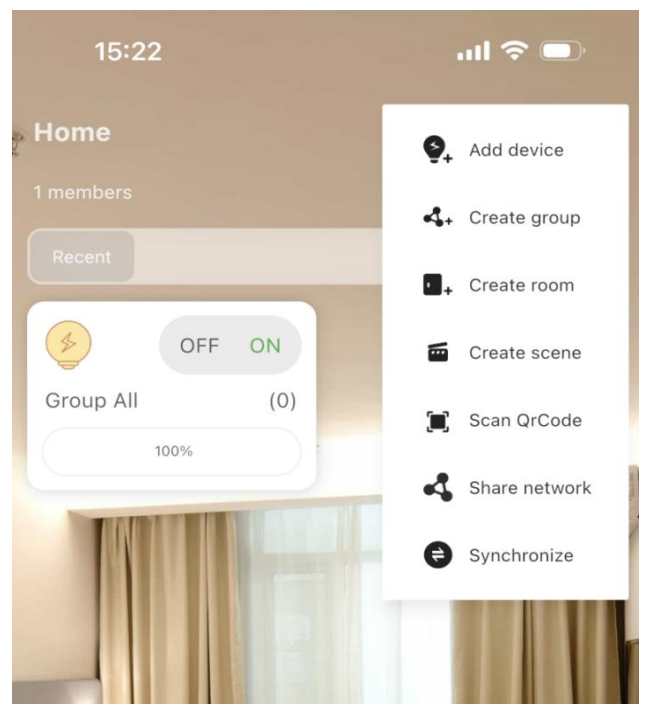 15:22
Home
1 members
Recent
OFF ON
Group All (0)
100%
Add device
Create group
Create room
Create scene
Scan QrCode
Share network
Synchronize